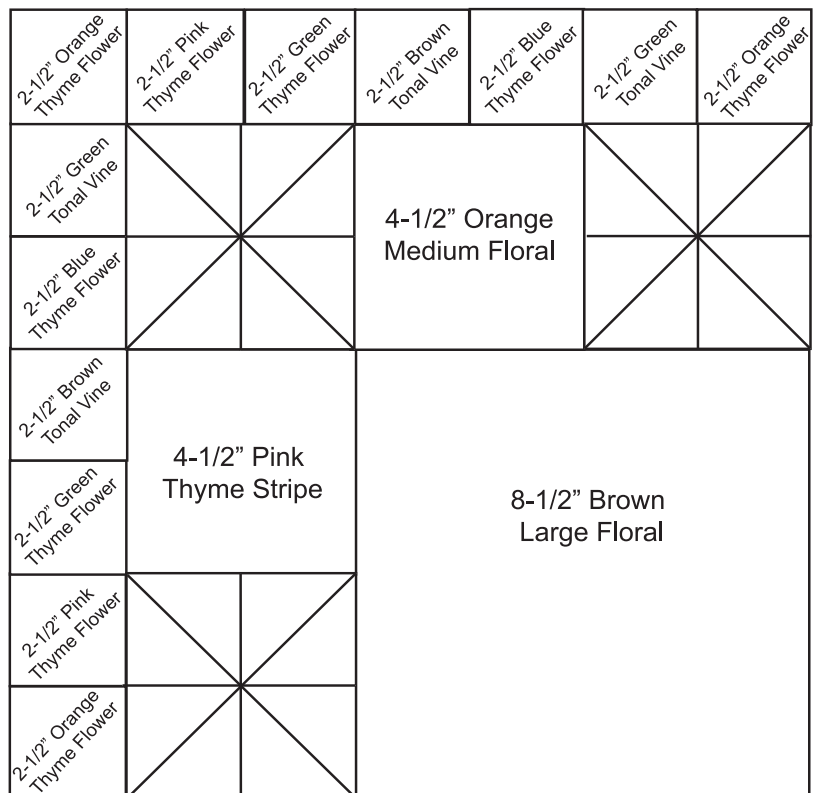 2-1/2” Orange
Thyme Flower
2-1/2” Pink
Thyme Flower
2-1/2” Green
Thyme Flower
2-1/2” Brown
Tonal Vine
2-1/2” Blue
Thyme Flower
2-1/2” Green
Tonal Vine
2-1/2” Orange
Thyme Flower
2-1/2” Green
Tonal Vine
4-1/2” Orange
Medium Floral
2-1/2” Blue
Thyme Flower
2-1/2” Brown
Tonal Vine
4-1/2” Pink
Thyme Stripe
2-1/2” Green
Thyme Flower
8-1/2” Brown
Large Floral
2-1/2” Pink
Thyme Flower
2-1/2” Orange
Thyme Flower